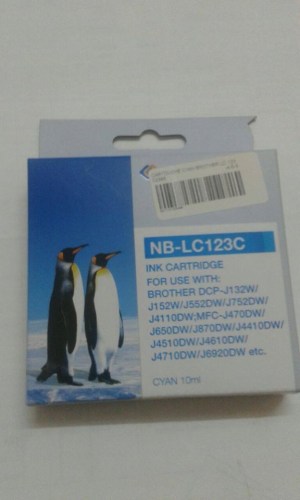 NB-LC123C
INK CARTRIDGE
FOR USE WITH:
BROTHER DCP-J132W/
J152W/J552DW/J752DW/
J4110DW;MFC-J470DW/
J650DW/J870DW/J4410DW/
J4510DW/J4610DW/
J4710DW/J6920DW etc.
CYAN 10ml